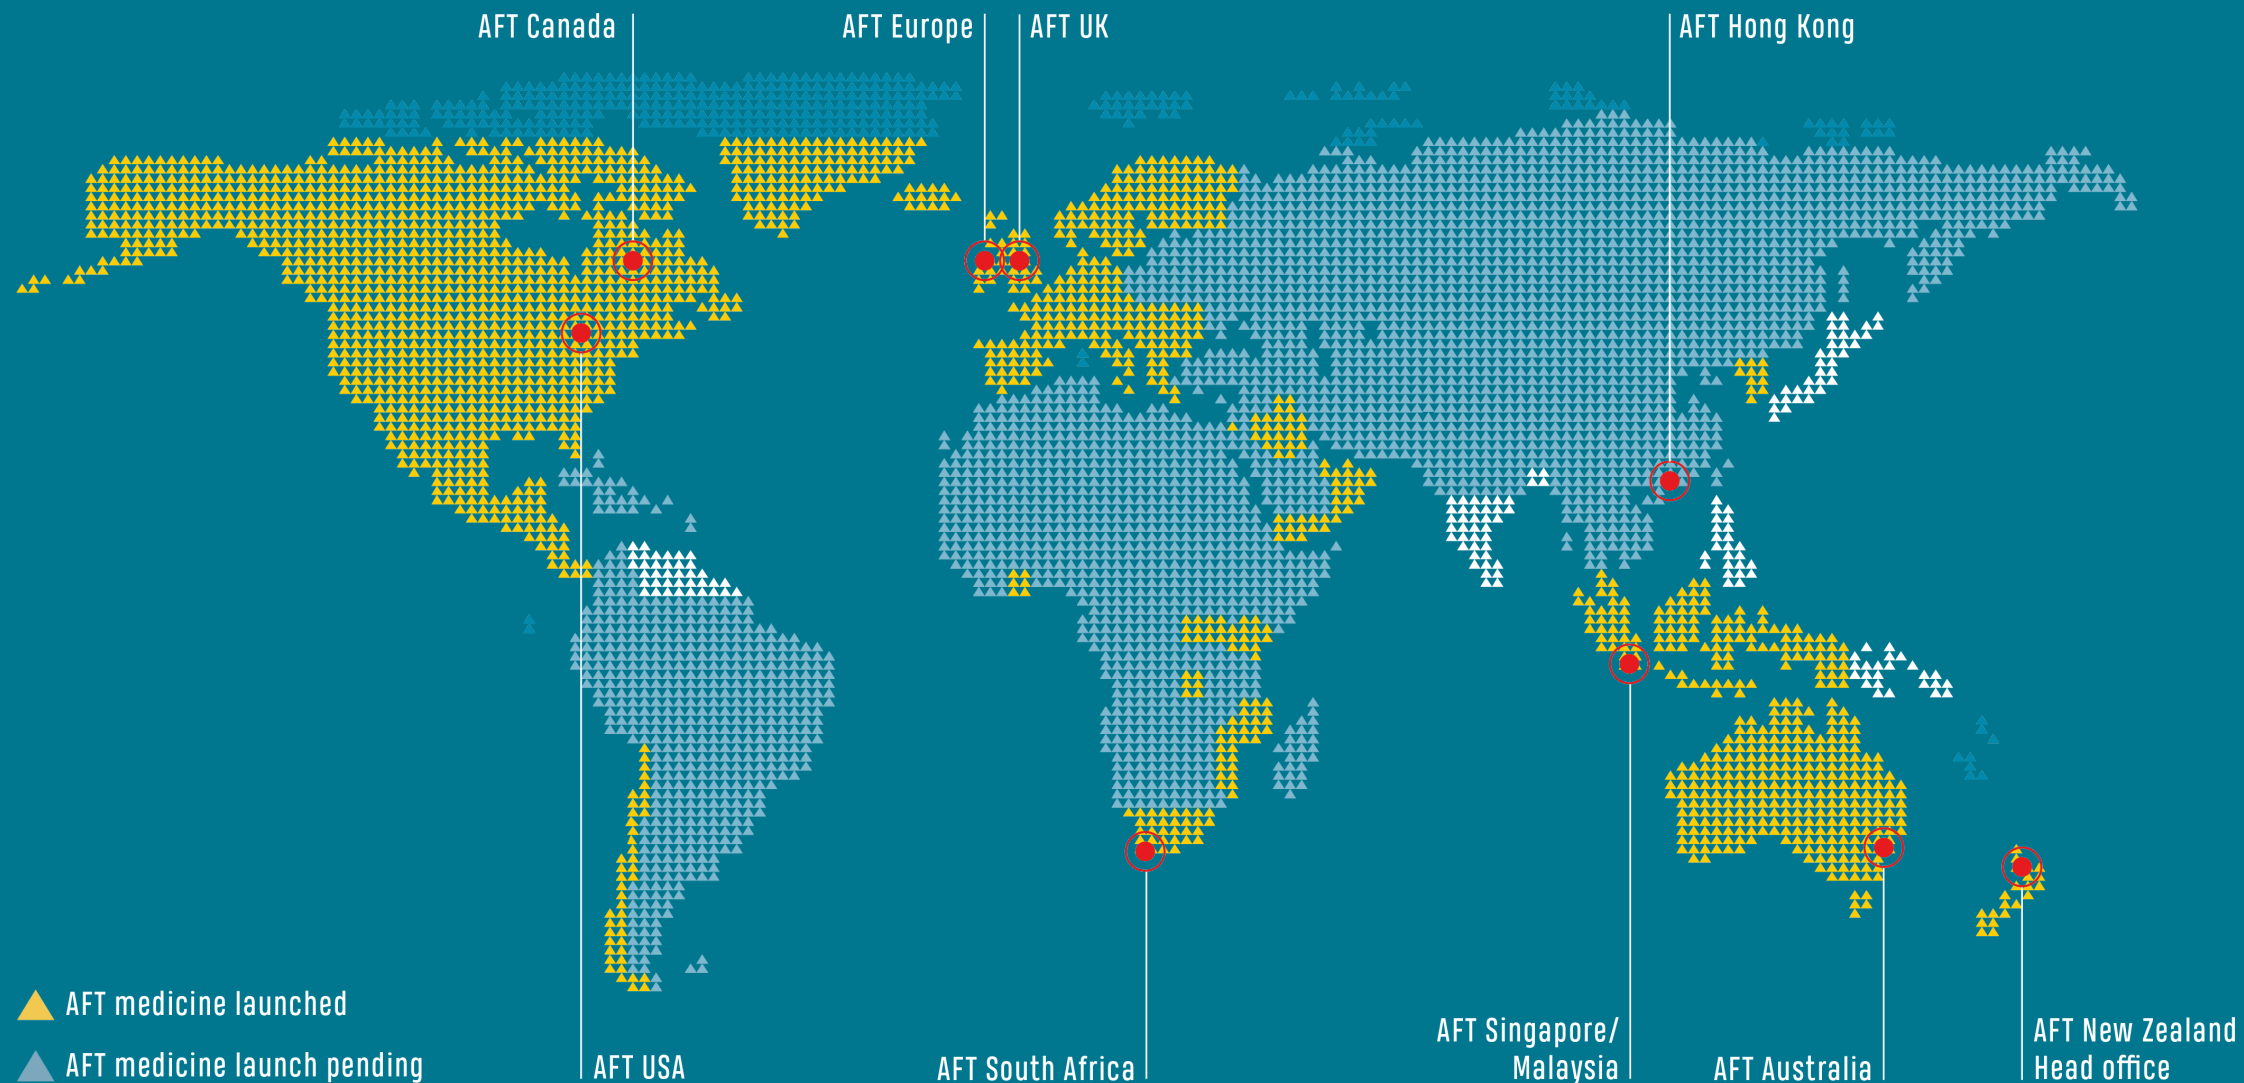 AFT Canada
AFT Europe
AFT UK
AFT Hong Kong
AFT medicine launched
AFT medicine launch pending
AFT USA
AFT South Africa
AFT Singapore/
Malaysia
AFT Australia
AFT New Zealand
Head office